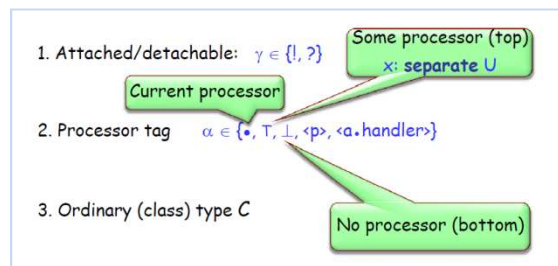 1. Attached/detachable: γ ∈ {!, ?}
Some processor (top)
x: separate U
Current processor
2. Processor tag α ∈ {•, T, ⊥, <p>, <a•handler>}
3. Ordinary (class) type C
No processor (bottom)